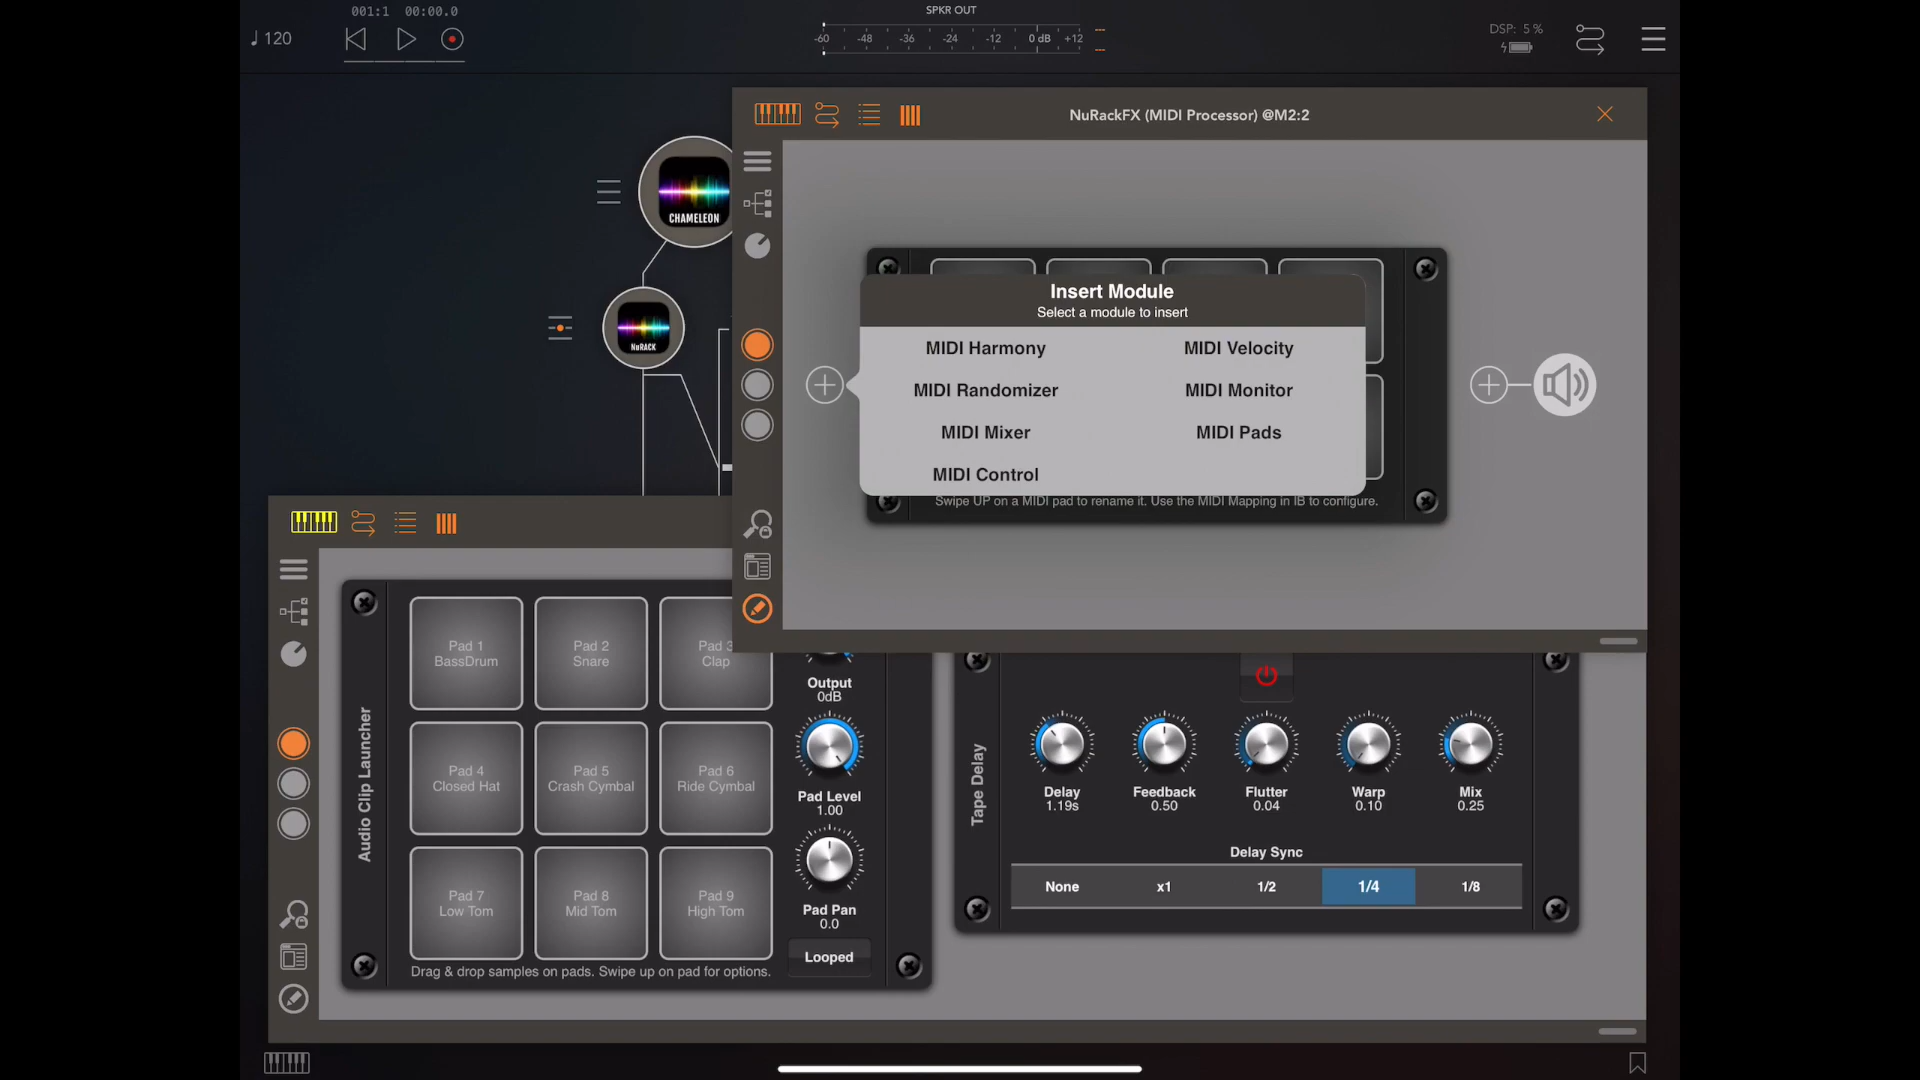 001:1 00:00.0
SPKR OUT
♩ 120
-60 -48 -36 -24 -12 0 dB +12
DSP: 5 %
NuRackFX (MIDI Processor) @M2:2
CHAMELEON
NuRACK
Insert Module
Select a module to insert
MIDI Harmony MIDI Velocity
MIDI Randomizer MIDI Monitor
MIDI Mixer MIDI Pads
MIDI Control
Swipe UP on a MIDI pad to rename it. Use the MIDI Mapping in IB to configure.
Audio Clip Launcher
Pad 1
BassDrum
Pad 2
Snare
Pad 3
Clap
Pad 4
Closed Hat
Pad 5
Crash Cymbal
Pad 6
Ride Cymbal
Pad 7
Low Tom
Pad 8
Mid Tom
Pad 9
High Tom
Drag & drop samples on pads. Swipe up on pad for options.
Output
0dB
Pad Level
1.00
Pad Pan
0.0
Looped
Tape Delay
Delay
1.19s
Feedback
0.50
Flutter
0.04
Warp
0.10
Mix
0.25
Delay Sync
None x1 1/2 1/4 1/8